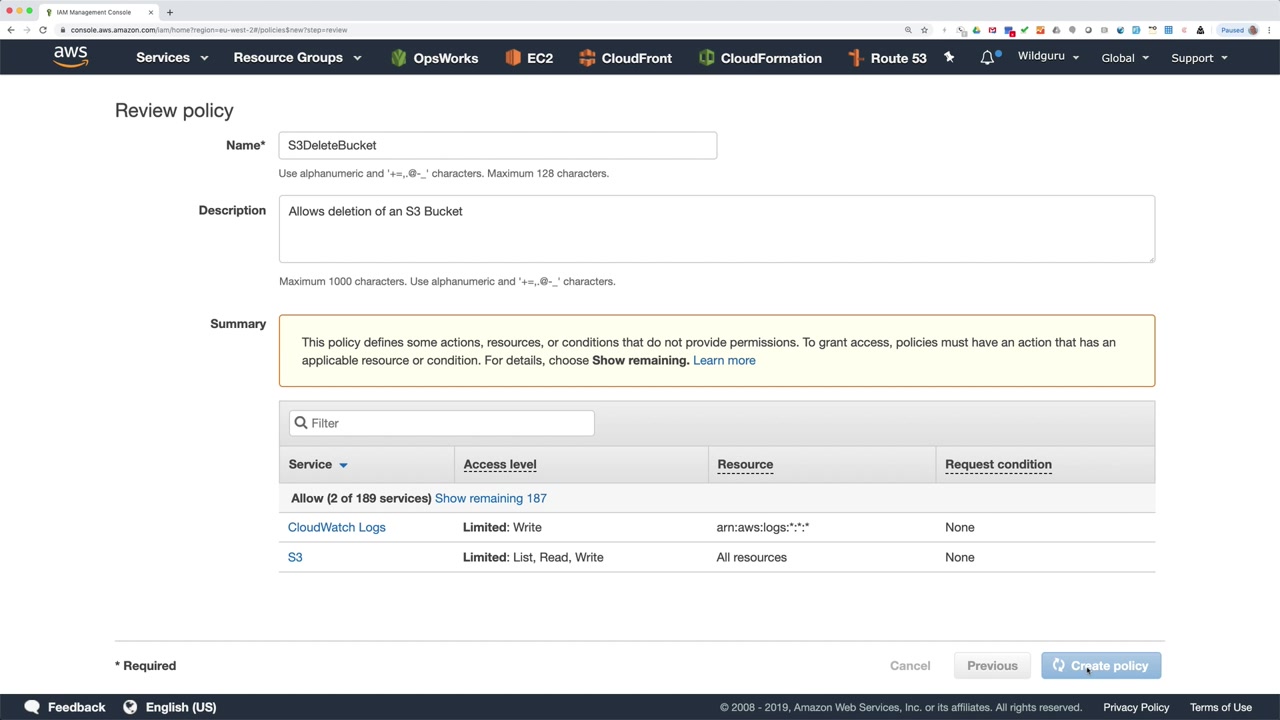 IAM Management Console
console.aws.amazon.com/iam/home?region=eu-west-2#/policies$new?step=review
Paused
aws
Services
Resource Groups
OpsWorks
EC2
CloudFront
CloudFormation
Route 53
Wildguru
Global
Support
Review policy
Name*
S3DeleteBucket
Use alphanumeric and '+=,.@-_' characters. Maximum 128 characters.
Description
Allows deletion of an S3 Bucket
Maximum 1000 characters. Use alphanumeric and '+=,.@-_' characters.
Summary
This policy defines some actions, resources, or conditions that do not provide permissions. To grant access, policies must have an action that has an
applicable resource or condition. For details, choose Show remaining. Learn more
Filter
Service
Access level
Resource
Request condition
Allow (2 of 189 services) Show remaining 187
CloudWatch Logs
Limited: Write
arn:aws:logs:*:*:*
None
S3
Limited: List, Read, Write
All resources
None
* Required
Cancel
Previous
Create policy
Feedback
English (US)
© 2008 - 2019, Amazon Web Services, Inc. or its affiliates. All rights reserved.
Privacy Policy
Terms of Use